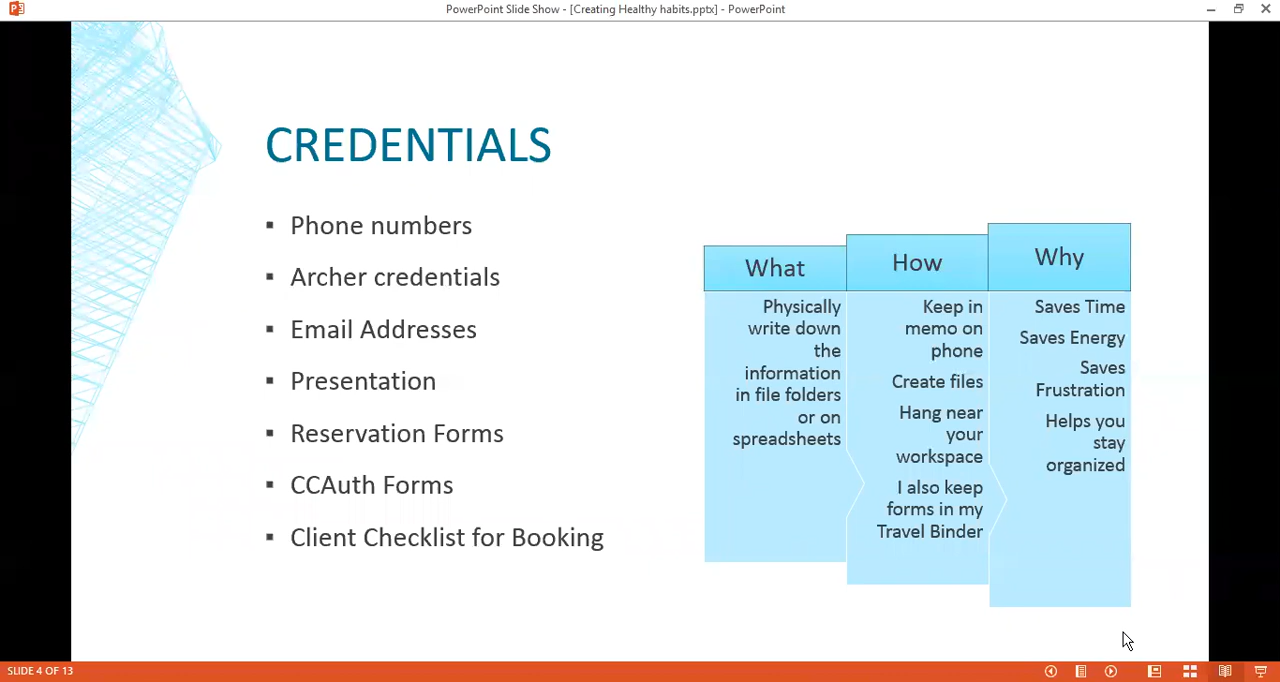 PowerPoint Slide Show - [Creating Healthy habits.pptx] - PowerPoint
CREDENTIALS
▪ Phone numbers
▪ Archer credentials
▪ Email Addresses
▪ Presentation
▪ Reservation Forms
▪ CCAuth Forms
▪ Client Checklist for Booking
What
Physically
write down
the
information
in file folders
or on
spreadsheets
How
Keep in
memo on
phone
Create files
Hang near
your
workspace
I also keep
forms in my
Travel Binder
Why
Saves Time
Saves Energy
Saves
Frustration
Helps you
stay
organized
SLIDE 4 OF 13